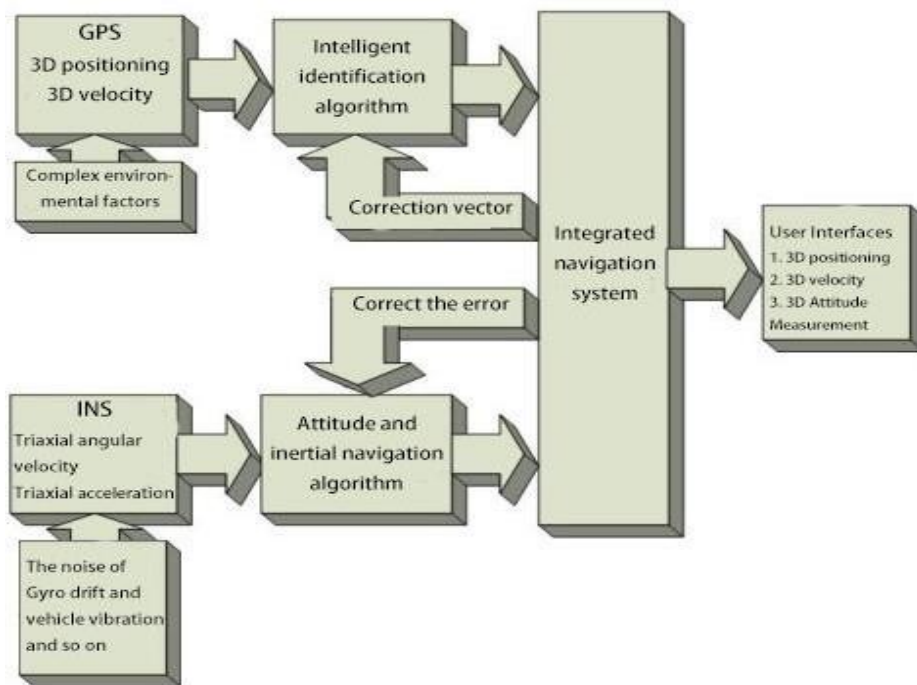 GPS
3D positioning
3D velocity
Intelligent
identification
algorithm
Complex environ-
mental factors
Correction vector
Integrated
navigation
system
User Interfaces
1. 3D positioning
2. 3D velocity
3. 3D Attitude
Measurement
Correct the error
INS
Triaxial angular
velocity
Triaxial acceleration
Attitude and
inertial navigation
algorithm
The noise of
Gyro drift and
vehicle vibration
and so on